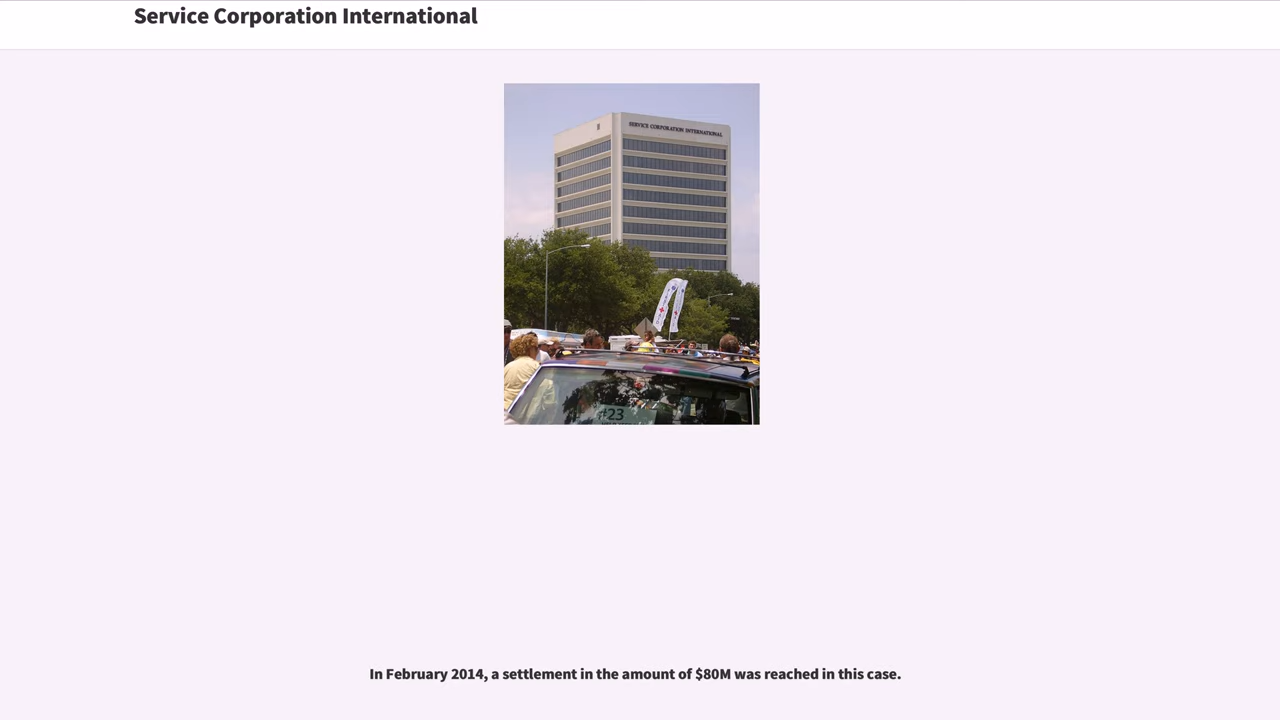 Service Corporation International
SERVICE CORPORATION INTERNATIONAL
#23
In February 2014, a settlement in the amount of $80M was reached in this case.